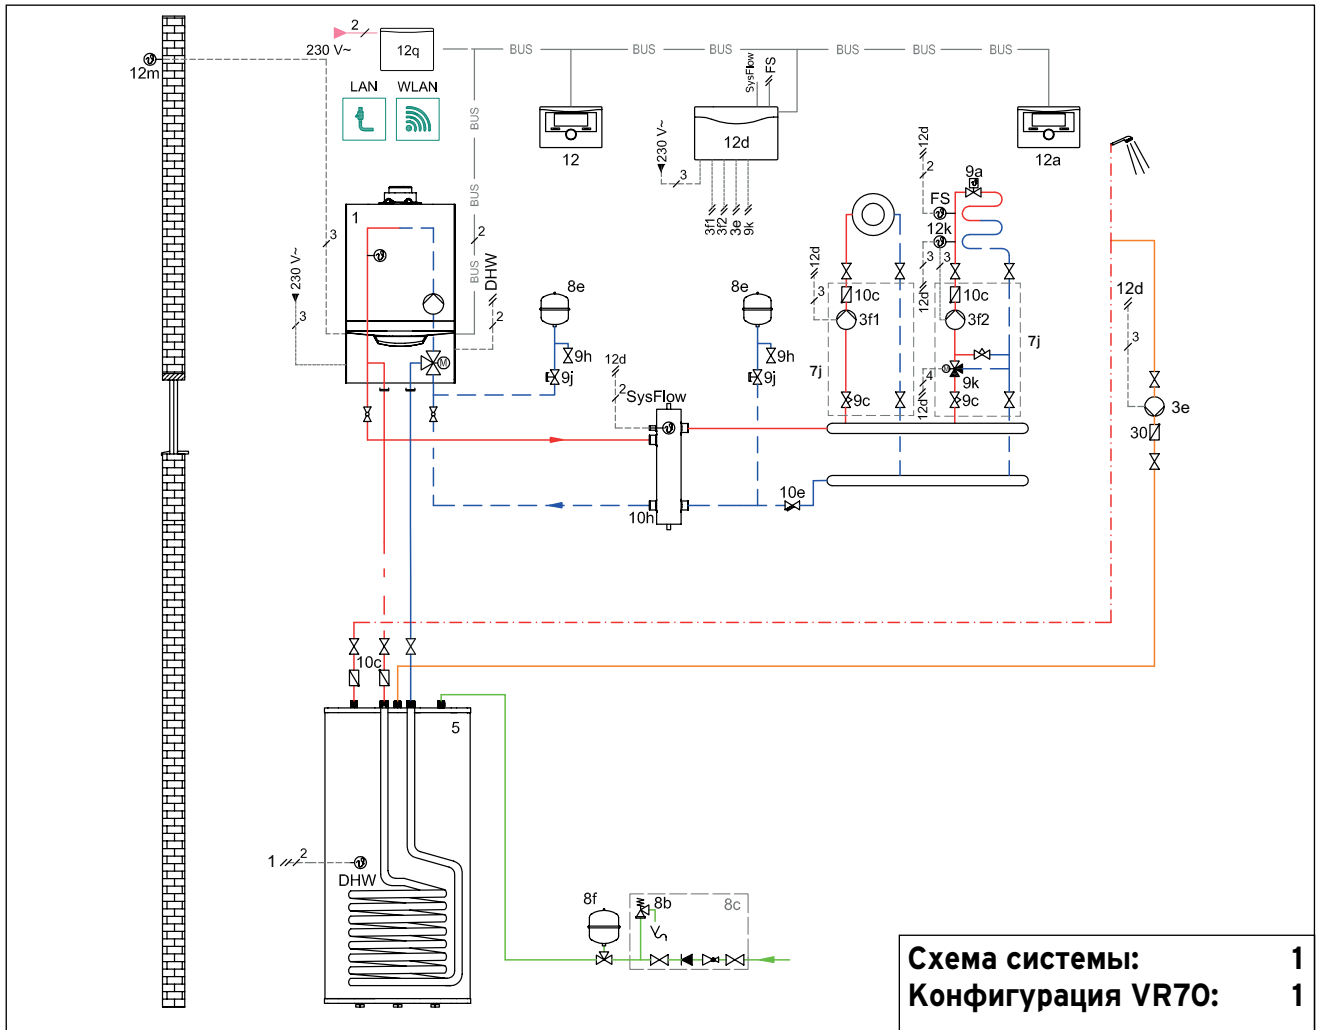 2
230 V~
12q
BUS
BUS
BUS
BUS
BUS
12m
LAN
WLAN
BUS
12
SysFlow
FS
12d
230 V~
3
3f1
3f2
3e
9k
12a
12d
2
9a
FS
12k
1
3
BUS
2
BUS
230 V~
3
DHW
2
M
8e
9h
9j
8e
9h
9j
12d
2
SysFlow
10h
10e
12d
3
10c
3f1
7j
9c
3
12d
3
10c
3f2
7j
M
9k
4
12d
9c
12d
3
3e
30
10c
5
1
2
DHW
8f
8b
8c
Схема системы: 1
Конфигурация VR70: 1